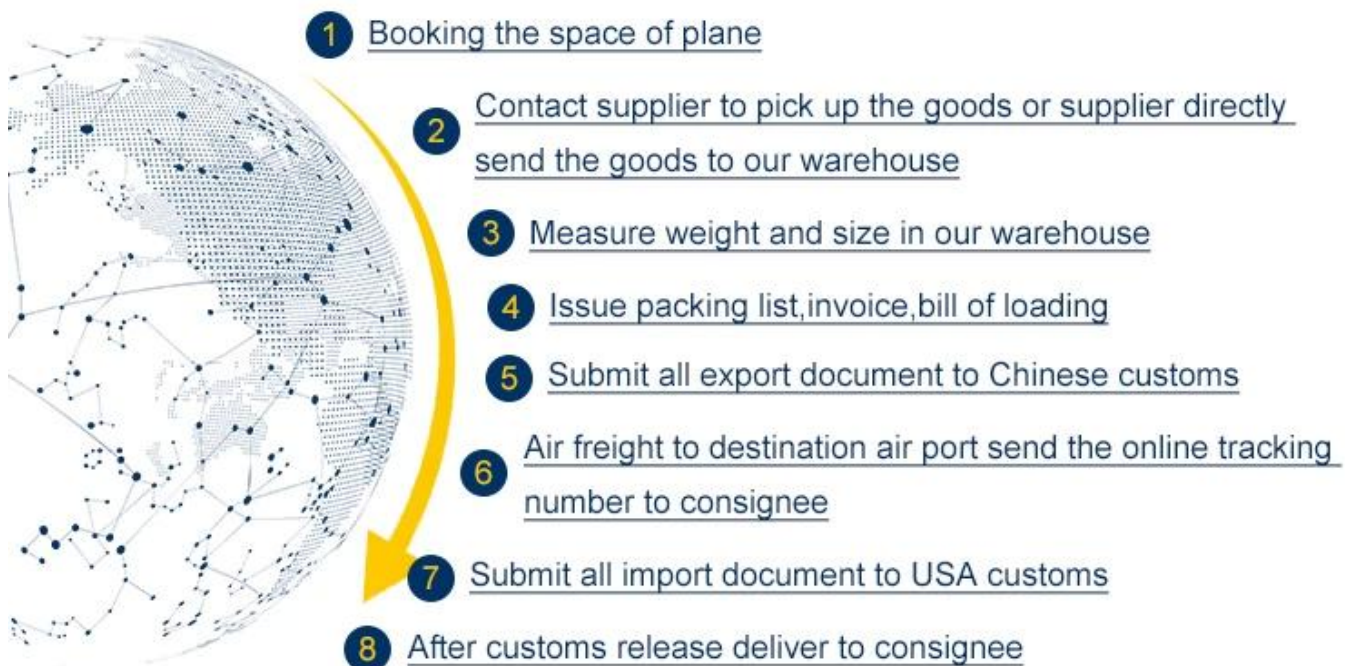 1 Booking the space of plane
2 Contact supplier to pick up the goods or supplier directly
send the goods to our warehouse
3 Measure weight and size in our warehouse
4 Issue packing list,invoice,bill of loading
5 Submit all export document to Chinese customs
6 Air freight to destination air port send the online tracking
number to consignee
7 Submit all import document to USA customs
8 After customs release deliver to consignee